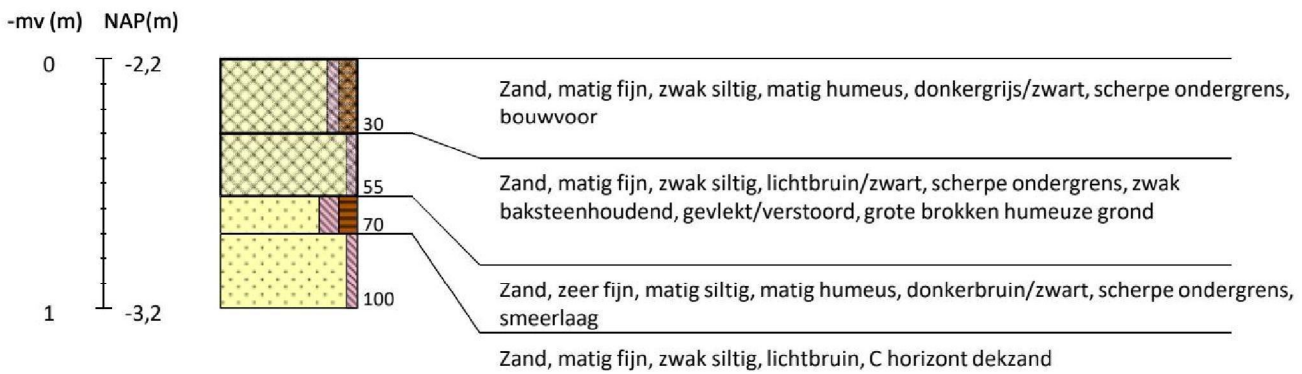 -mv (m) NAP(m)
0 -2,2
Zand, matig fijn, zwak siltig, matig humeus, donkergrijs/zwart, scherpe ondergrens,
bouwvoor
30
Zand, matig fijn, zwak siltig, lichtbruin/zwart, scherpe ondergrens, zwak
baksteenhoudend, gevlekt/verstoord, grote brokken humeuze grond
55
70
Zand, zeer fijn, matig siltig, matig humeus, donkerbruin/zwart, scherpe ondergrens,
smeerlaag
100
1 -3,2
Zand, matig fijn, zwak siltig, lichtbruin, C horizont dekzand